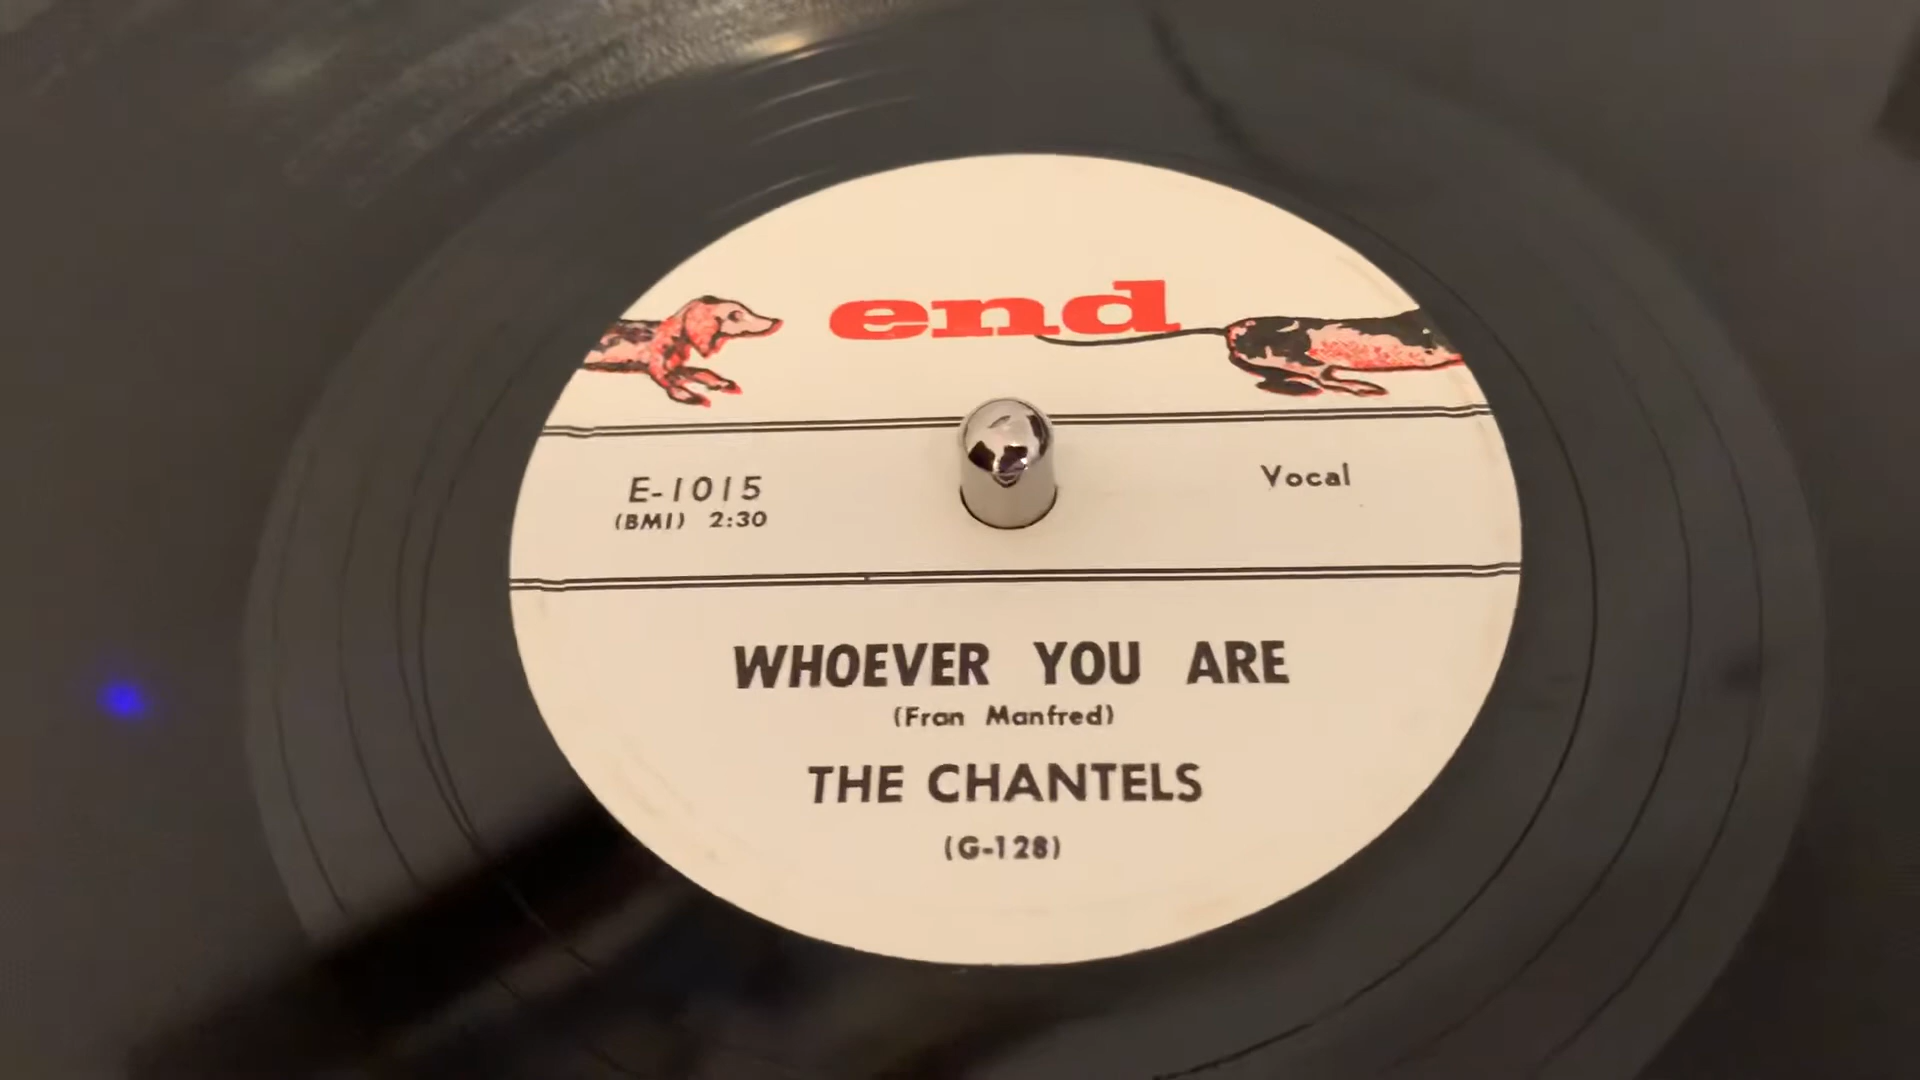 end
E-1015
Vocal
(BMI) 2:30
WHOEVER YOU ARE
(Fran Manfred)
THE CHANTELS
(G-128)